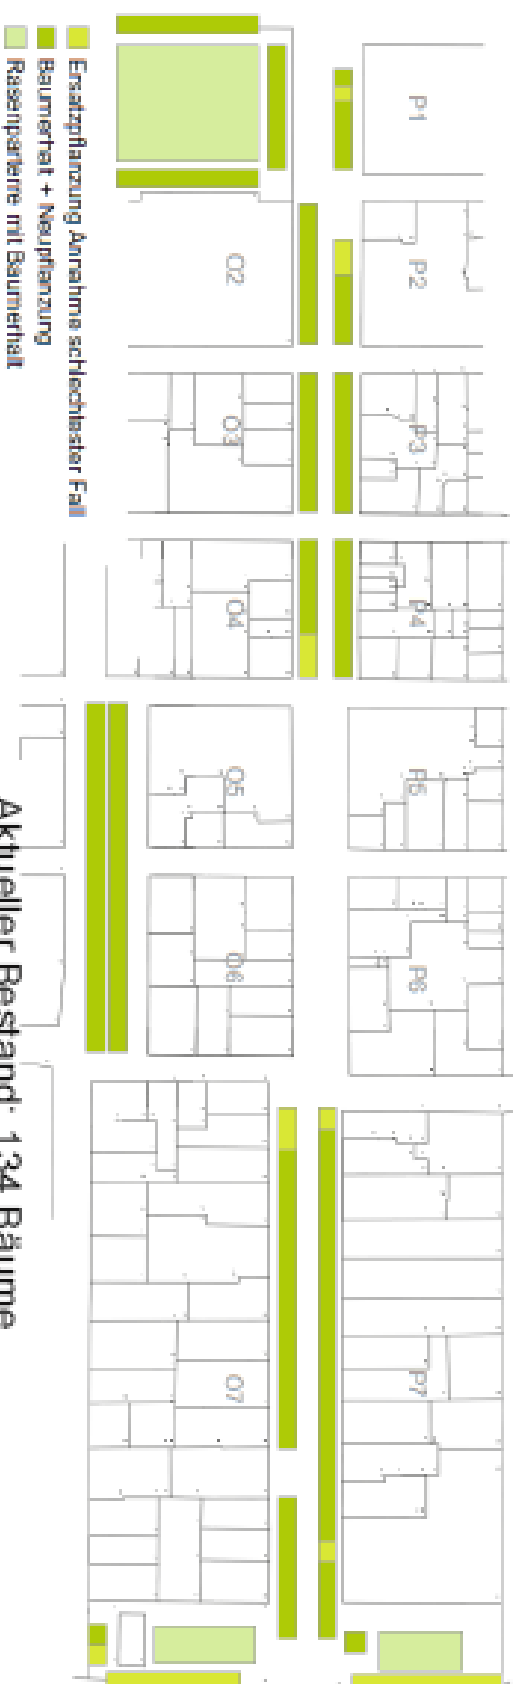 Ersatzpflanzung Annahme schlechtester Fall
Baumerhalt + Neupflanzung
Rasenparterre mit Baumerhalt
P1
P2
P3
P4
P5
P6
P7
O2
O3
O4
O5
O6
O7
Aktueller Bestand: 134 Bäume